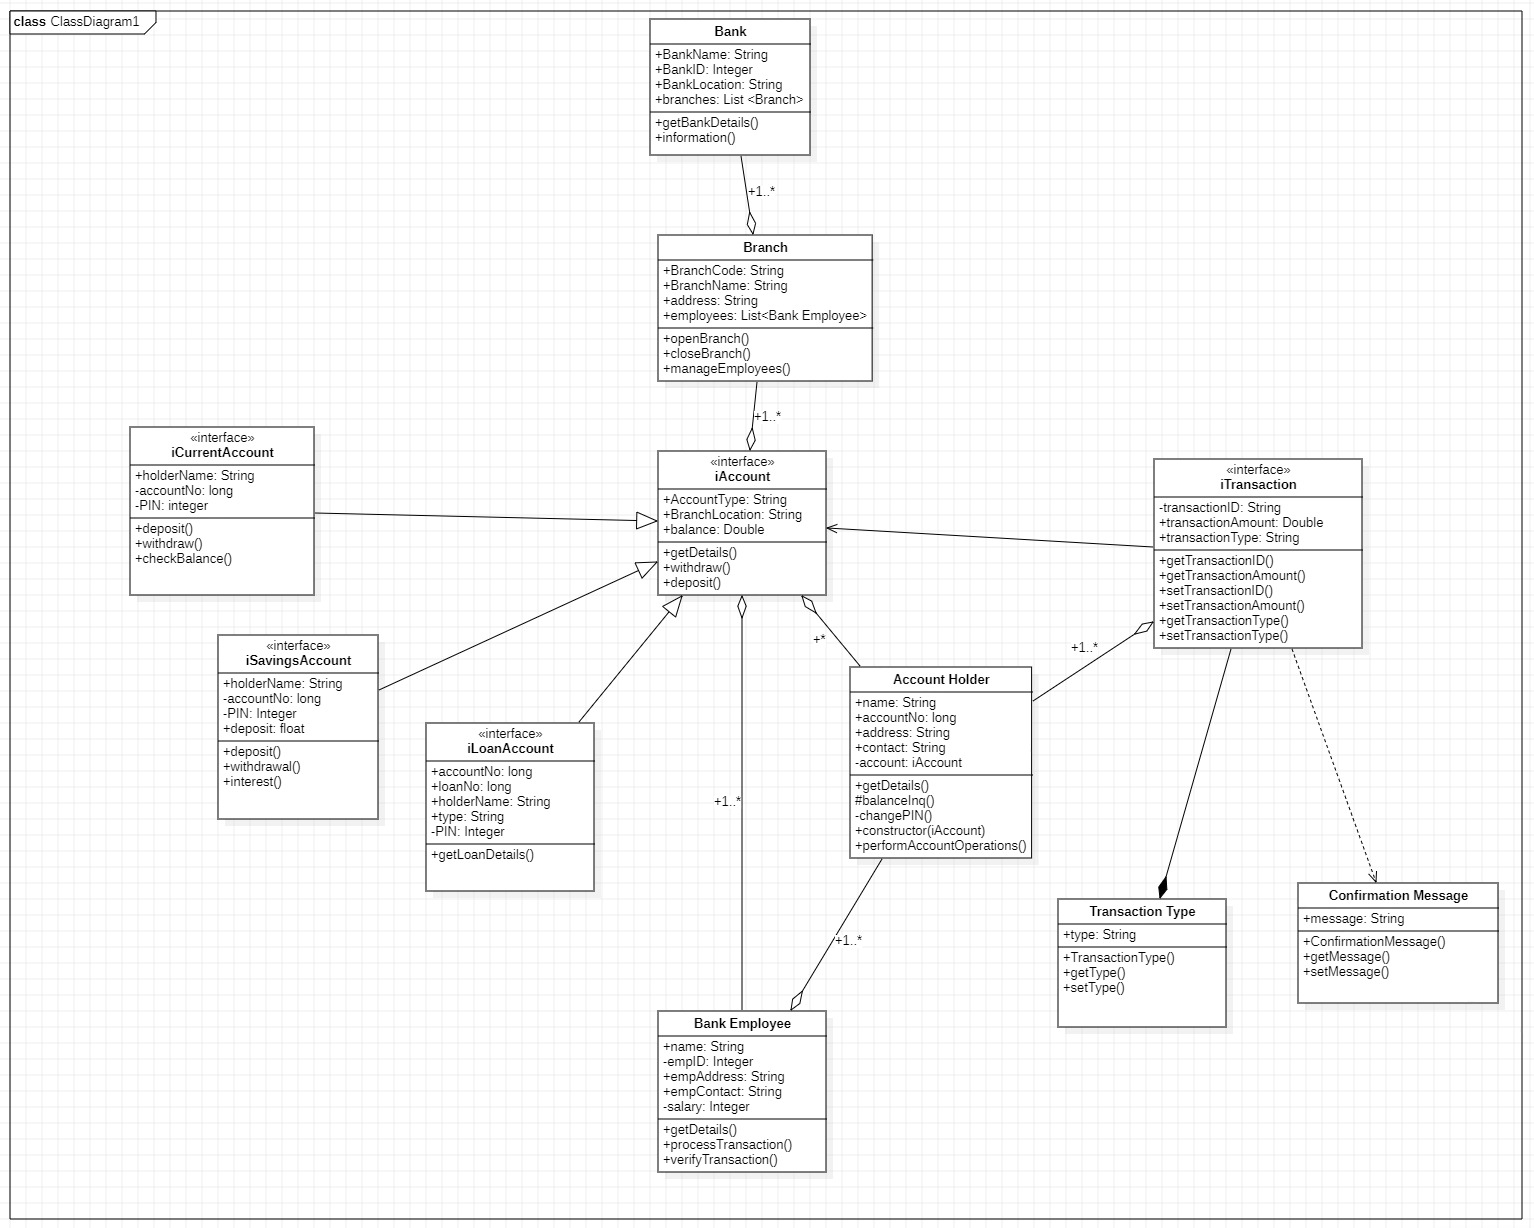 class ClassDiagram1
Bank
+BankName: String
+BankID: Integer
+BankLocation: String
+branches: List <Branch>
+getBankDetails()
+information()
+1..*
Branch
+BranchCode: String
+BranchName: String
+address: String
+employees: List<Bank Employee>
+openBranch()
+closeBranch()
+manageEmployees()
+1..*
«interface»
iCurrentAccount
+holderName: String
-accountNo: long
-PIN: integer
+deposit()
+withdraw()
+checkBalance()
«interface»
iAccount
+AccountType: String
+BranchLocation: String
+balance: Double
+getDetails()
+withdraw()
+deposit()
«interface»
iTransaction
-transactionID: String
+transactionAmount: Double
+transactionType: String
+getTransactionID()
+getTransactionAmount()
+setTransactionID()
+setTransactionAmount()
+getTransactionType()
+setTransactionType()
+*
+1..*
«interface»
iSavingsAccount
+holderName: String
-accountNo: long
-PIN: Integer
+deposit: float
+deposit()
+withdrawal()
+interest()
«interface»
iLoanAccount
+accountNo: long
+loanNo: long
+holderName: String
+type: String
-PIN: Integer
+getLoanDetails()
+1..*
Account Holder
+name: String
+accountNo: long
+address: String
+contact: String
-account: iAccount
+getDetails()
#balanceInq()
-changePIN()
+constructor(iAccount)
+performAccountOperations()
+1..*
Transaction Type
+type: String
+TransactionType()
+getType()
+setType()
Confirmation Message
+message: String
+ConfirmationMessage()
+getMessage()
+setMessage()
Bank Employee
+name: String
-empID: Integer
+empAddress: String
+empContact: String
-salary: Integer
+getDetails()
+processTransaction()
+verifyTransaction()